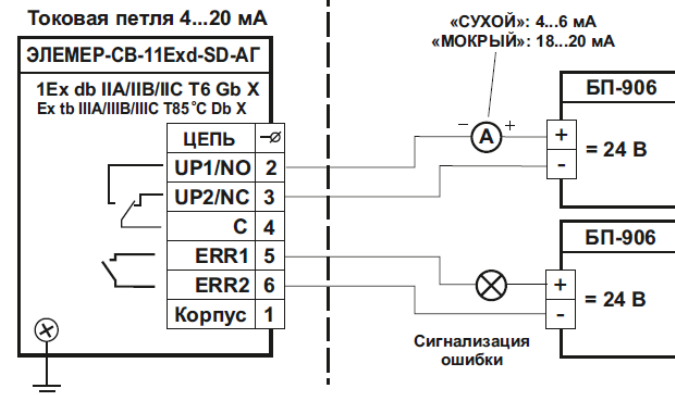 Токовая петля 4...20 мА
ЭЛЕМЕР-СВ-11Exd-SD-АГ
1Ex db IIA/IIB/IIC T6 Gb X
Ex tb IIIA/IIIB/IIIC T85°C Db X
ЦЕПЬ
UP1/NO 2
UP2/NC 3
C 4
ERR1 5
ERR2 6
Корпус 1
«СУХОЙ»: 4...6 мА
«МОКРЫЙ»: 18...20 мА
− A +
БП-906
+
-
= 24 В
БП-906
+
-
= 24 В
Сигнализация
ошибки